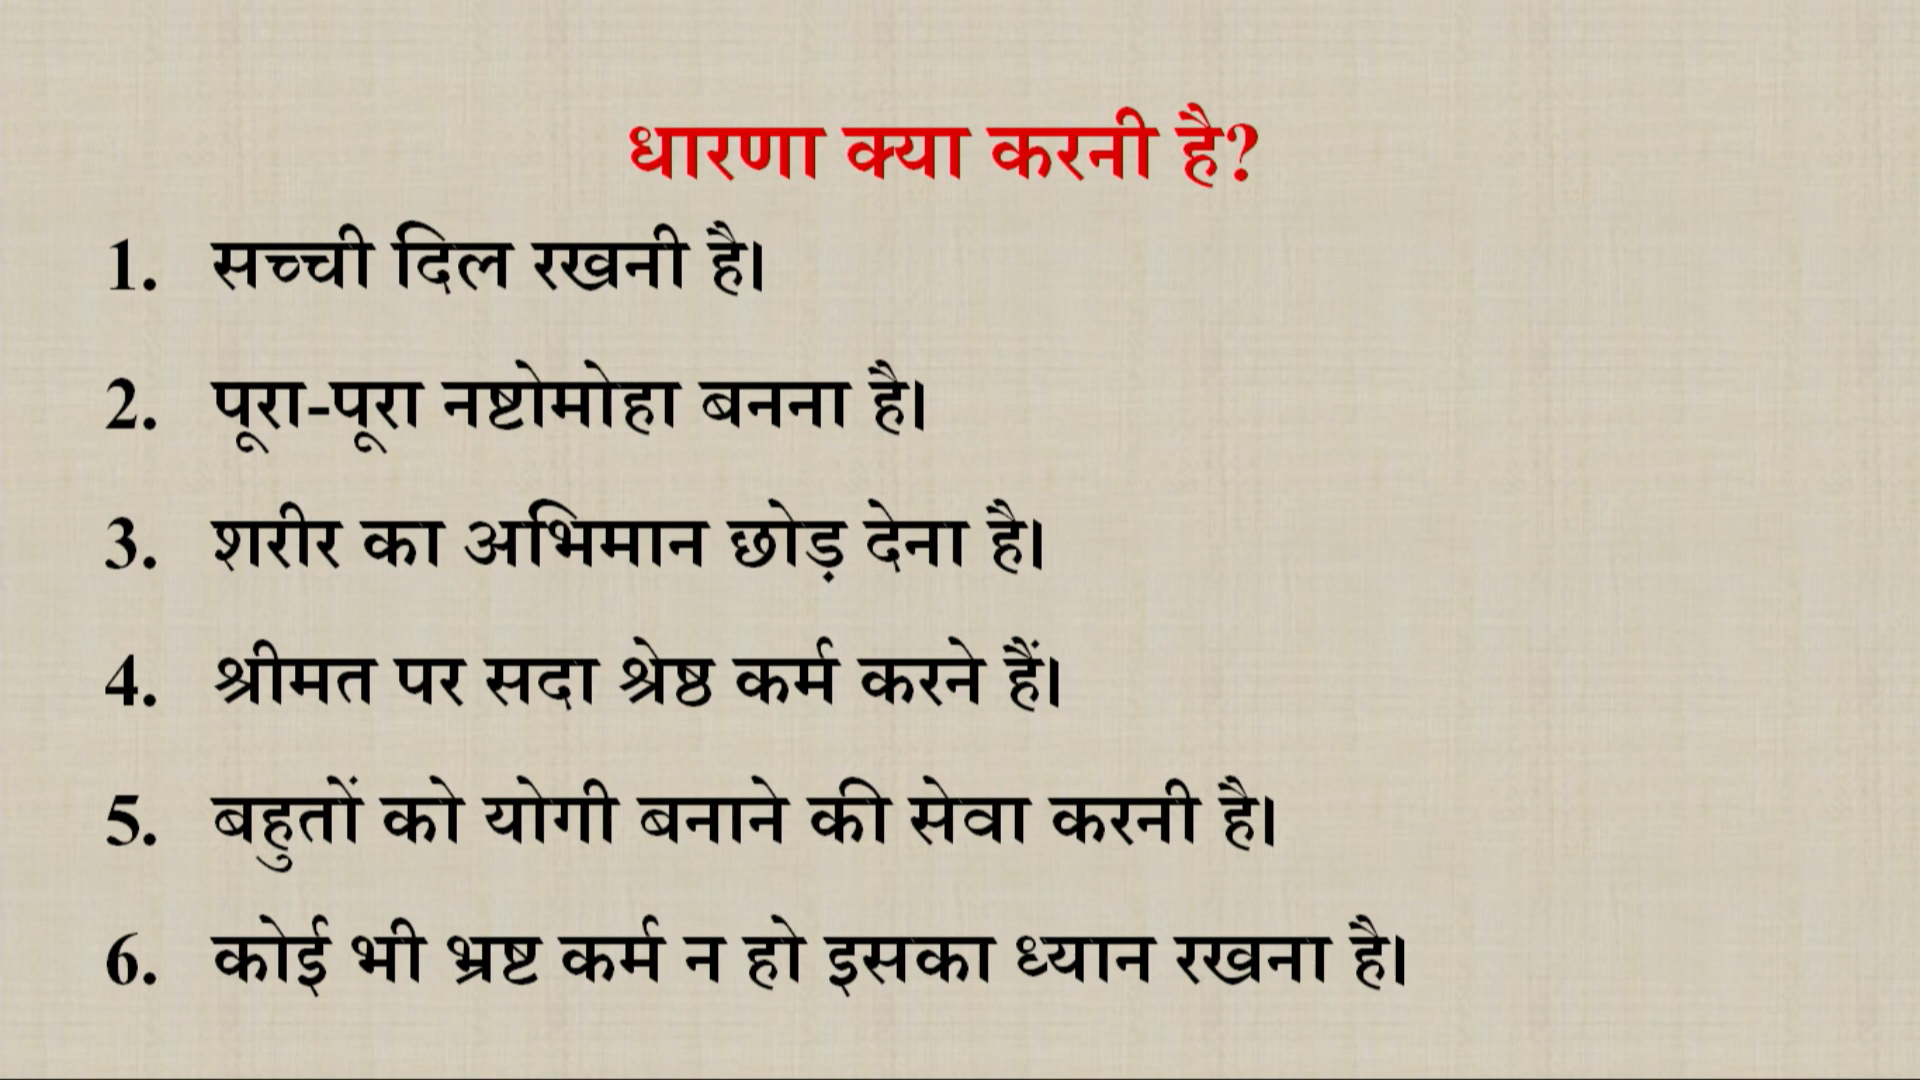 धारणा क्या करनी है?
1. सच्ची दिल रखनी है।
2. पूरा-पूरा नष्टोमोहा बनना है।
3. शरीर का अभिमान छोड़ देना है।
4. श्रीमत पर सदा श्रेष्ठ कर्म करने हैं।
5. बहुतों को योगी बनाने की सेवा करनी है।
6. कोई भी भ्रष्ट कर्म न हो इसका ध्यान रखना है।